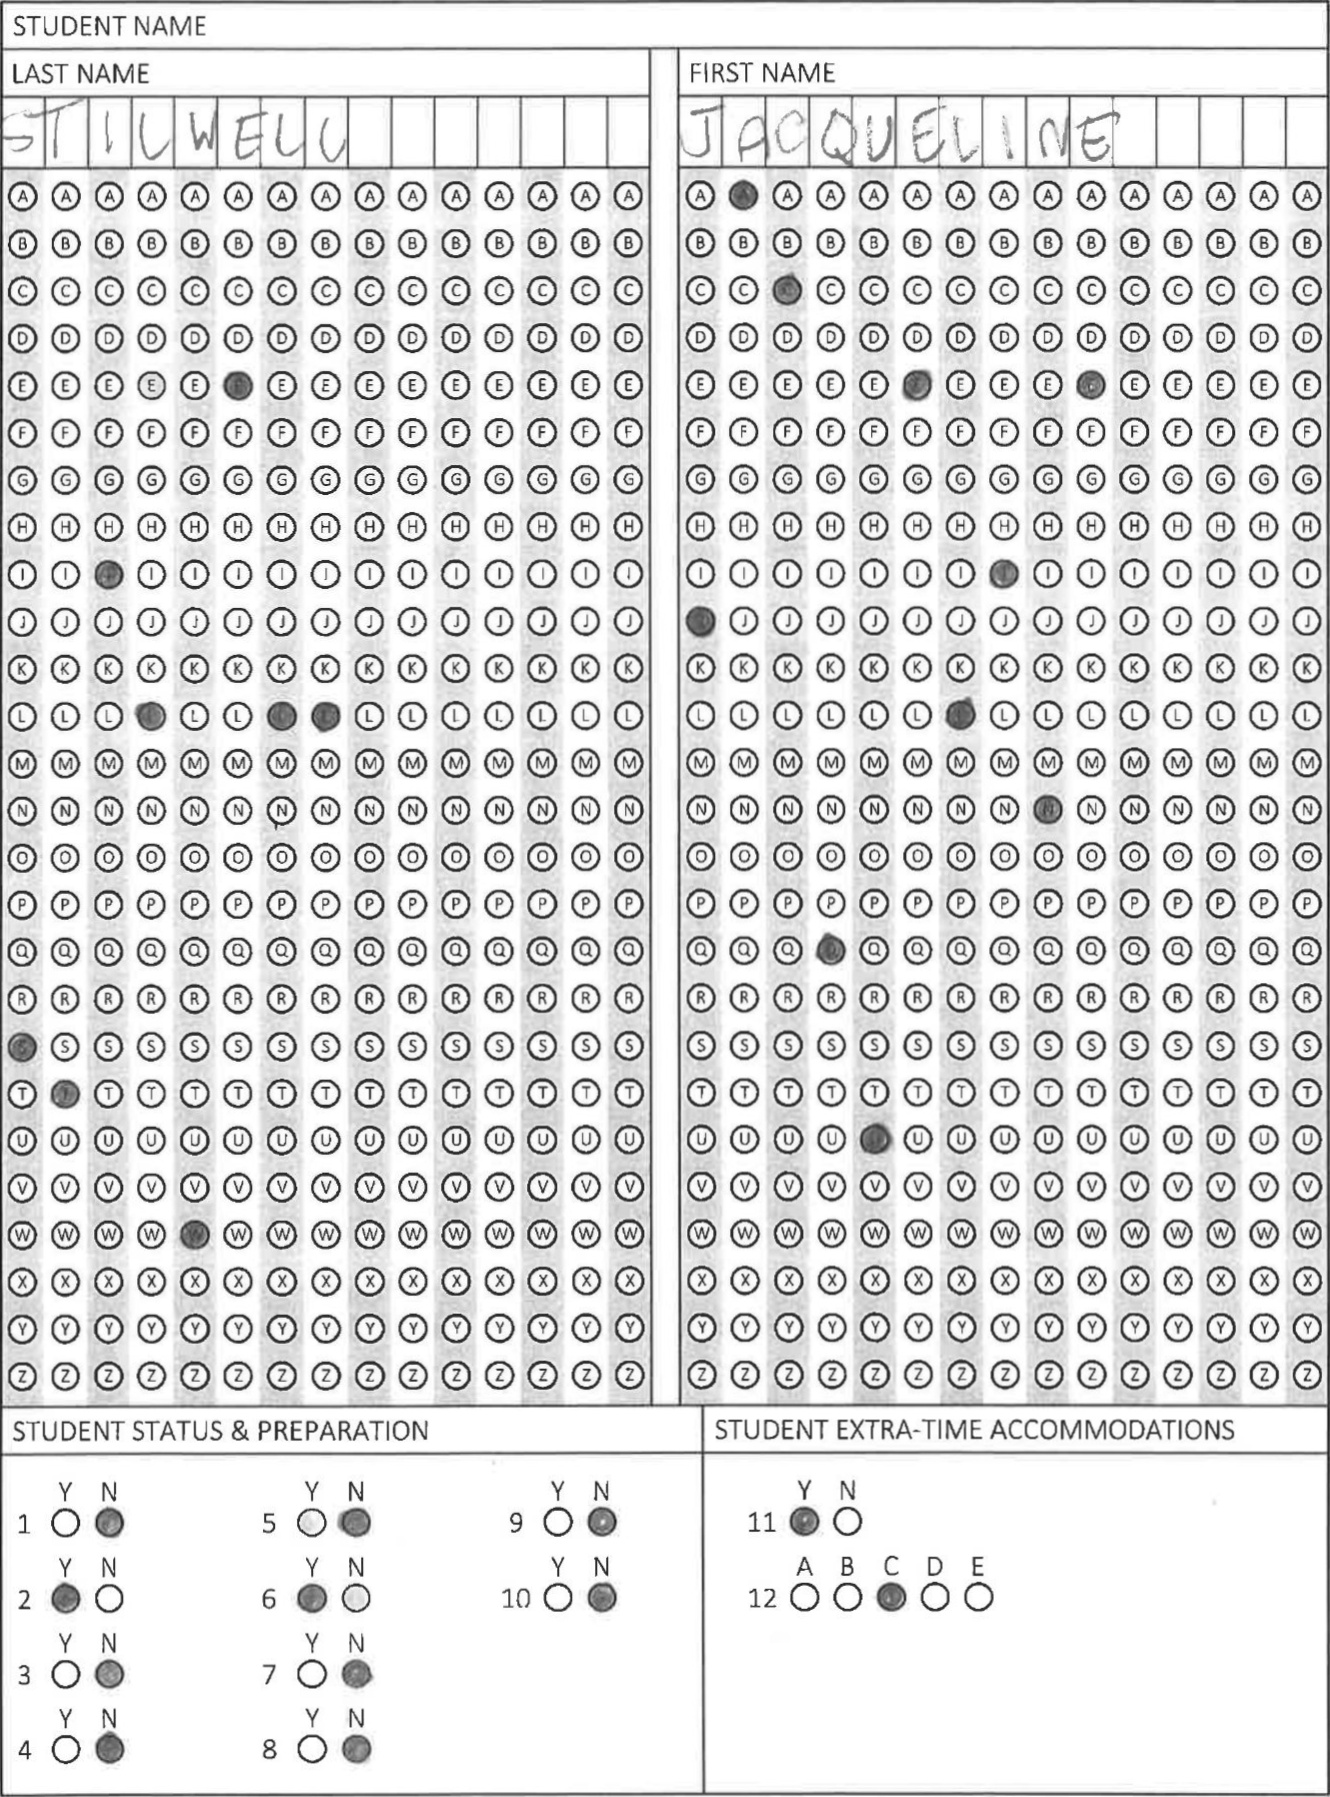 STUDENT NAME
LAST NAME FIRST NAME
STILWELL JACQUELINE
A A A A A A A A A A A A A A A A A A A A A A A A A A A A A
B B B B B B B B B B B B B B B B B B B B B B B B B B B B B B
C C C C C C C C C C C C C C C C C C C C C C C C C C C C C C
D D D D D D D D D D D D D D D D D D D D D D D D D D D D D D
E E E E E E E E E E E E E E E E E E E E E E E E E E E
F F F F F F F F F F F F F F F F F F F F F F F F F F F F F F
G G G G G G G G G G G G G G G G G G G G G G G G G G G G G G
H H H H H H H H H H H H H H H H H H H H H H H H H H H H H H
I I I I I I I I I I I I I I I I I I I I I I I I I I I I
J J J J J J J J J J J J J J J J J J J J J J J J J J J J J
K K K K K K K K K K K K K K K K K K K K K K K K K K K K K K
L L L L L L L L L L L L L L L L L L L L L L L L L L
M M M M M M M M M M M M M M M M M M M M M M M M M M M M M M
N N N N N N N N N N N N N N N N N N N N N N N N N N N N N N
O O O O O O O O O O O O O O O O O O O O O O O O O O O O O O
P P P P P P P P P P P P P P P P P P P P P P P P P P P P P P
Q Q Q Q Q Q Q Q Q Q Q Q Q Q Q Q Q Q Q Q Q Q Q Q Q Q Q Q Q Q
R R R R R R R R R R R R R R R R R R R R R R R R R R R R R R
S S S S S S S S S S S S S S S S S S S S S S S S S S S S S S
T T T T T T T T T T T T T T T T T T T T T T T T T T T T T
U U U U U U U U U U U U U U U U U U U U U U U U U U U U U
V V V V V V V V V V V V V V V V V V V V V V V V V V V V V V
W W W W W W W W W W W W W W W W W W W W W W W W W W W W W W
X X X X X X X X X X X X X X X X X X X X X X X X X X X X X X
Y Y Y Y Y Y Y Y Y Y Y Y Y Y Y Y Y Y Y Y Y Y Y Y Y Y Y Y Y Y
Z Z Z Z Z Z Z Z Z Z Z Z Z Z Z Z Z Z Z Z Z Z Z Z Z Z Z Z Z Z
STUDENT STATUS & PREPARATION STUDENT EXTRA-TIME ACCOMMODATIONS
Y N Y N Y N Y N
1 5 9 11
Y N Y N Y N A B C D E
2 6 10 12
Y N Y N
3 7
Y N Y N
4 8